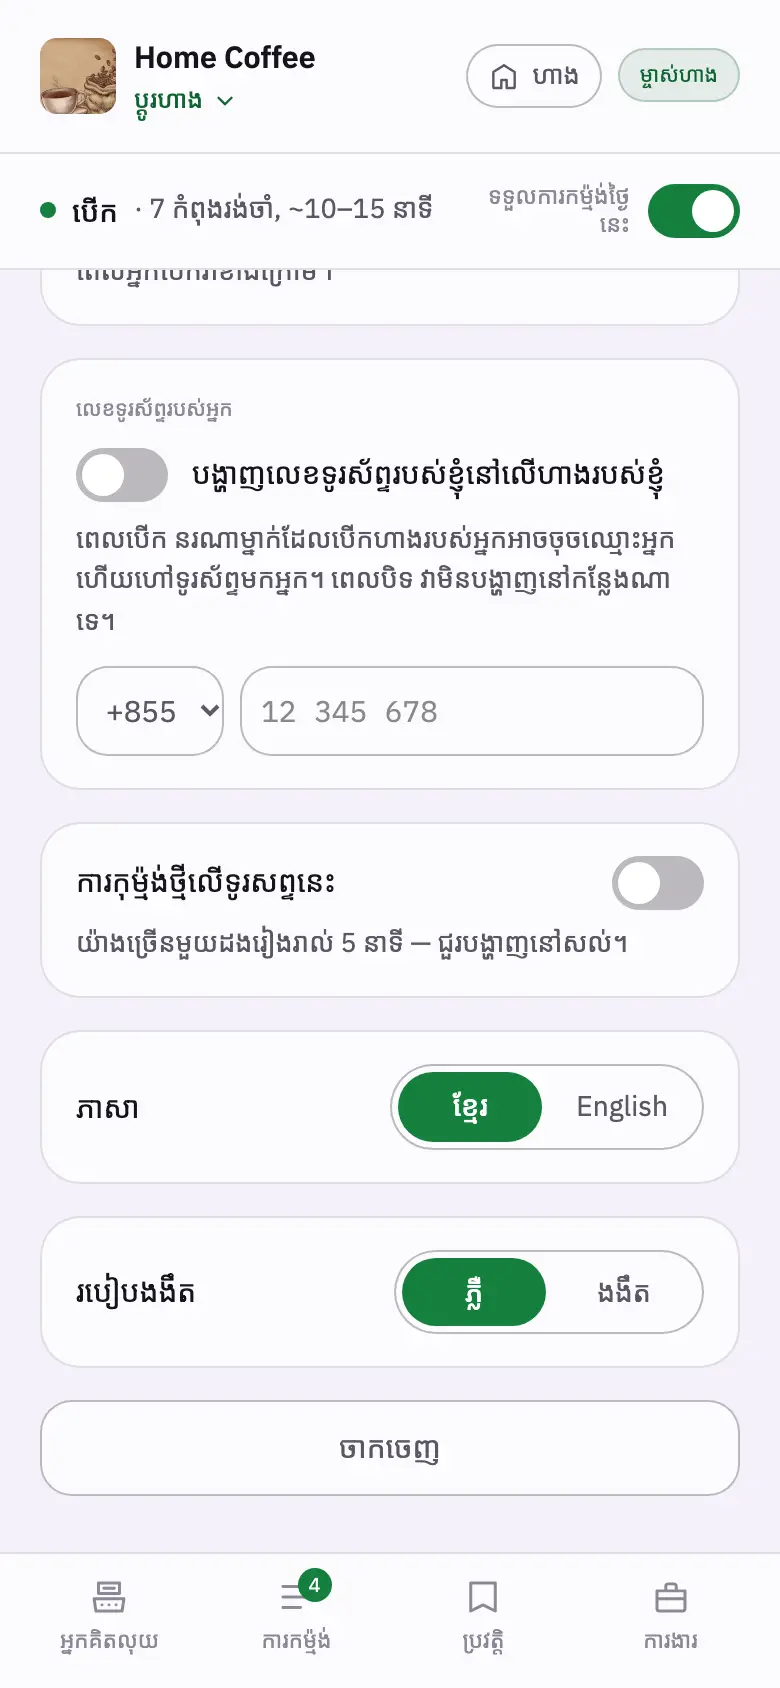 Home Coffee
ប្ដូរហាង
ហាង
ម្ចាស់ហាង
បើក · 7 កំពុងរង់ចាំ, ~10–15 នាទី
ទទួលការកម្ម៉ង់ថ្ងៃ
នេះ
លេខទូរស័ព្ទរបស់អ្នក
បង្ហាញលេខទូរស័ព្ទរបស់ខ្ញុំនៅលើហាងរបស់ខ្ញុំ
ពេលបើក នរណាម្នាក់ដែលបើកហាងរបស់អ្នកអាចចុចឈ្មោះអ្នក
ហើយហៅទូរស័ព្ទមកអ្នក។ ពេលបិទ វាមិនបង្ហាញនៅកន្លែងណា
ទេ។
+855
12 345 678
ការកុម្ម៉ង់ថ្មីលើទូរសព្ទនេះ
យ៉ាងច្រើនមួយដងរៀងរាល់ 5 នាទី — ជួរបង្ហាញនៅសល់។
ភាសា
ខ្មែរ
English
របៀបងងឹត
ភ្លឺ
ងងឹត
ចាកចេញ
4
អ្នកគិតលុយ
ការកម្ម៉ង់
ប្រវត្តិ
ការងារ